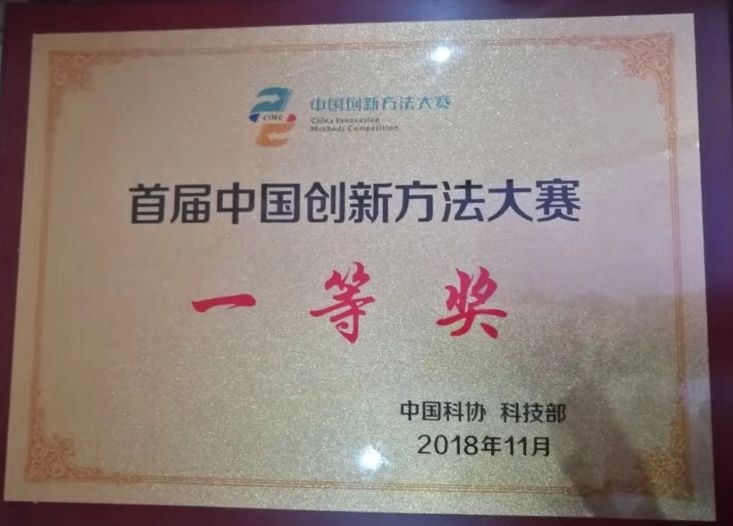 中国创新方法大赛
CIMC
China Innovation
Methods Competition
首届中国创新方法大赛
一等奖
中国科协 科技部
2018年11月